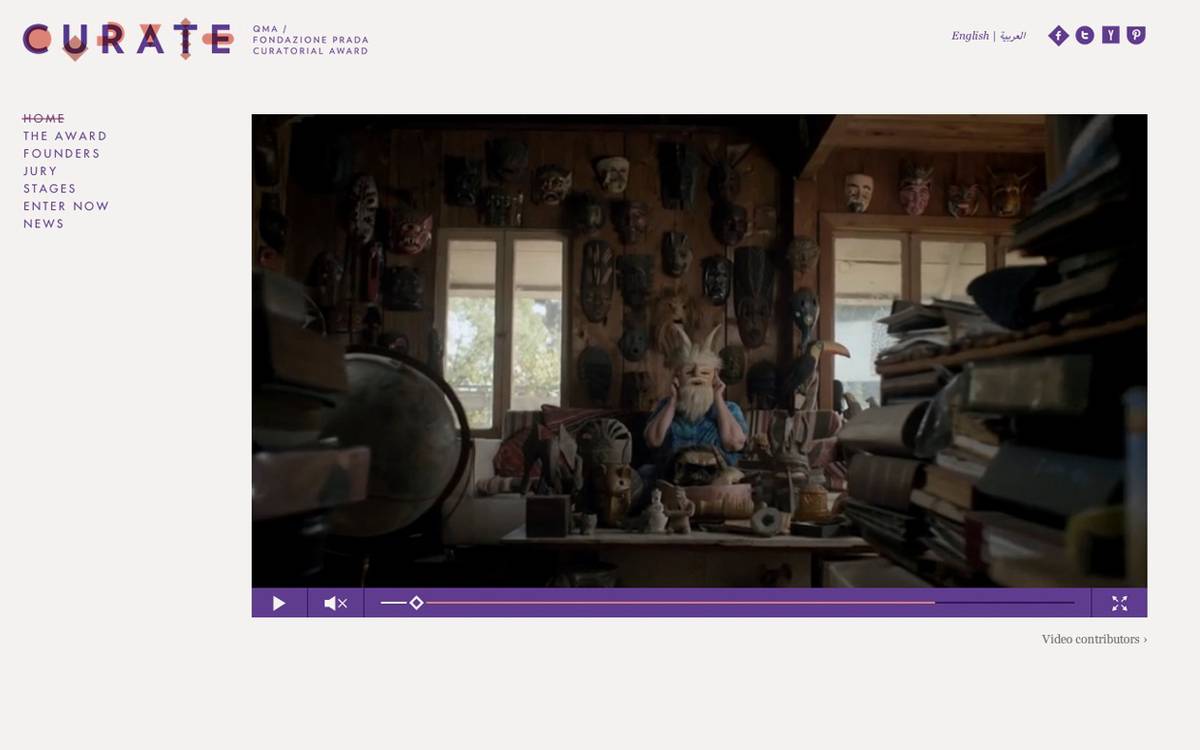 CURATE
QMA /
FONDAZIONE PRADA
CURATORIAL AWARD
English | العربية
HOME
THE AWARD
FOUNDERS
JURY
STAGES
ENTER NOW
NEWS
Video contributors ›